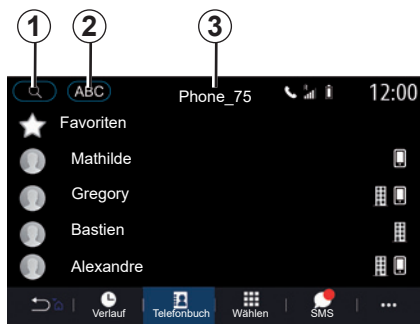 1 2 3
ABC Phone_75 12:00
Favoriten
Mathilde
Gregory
Bastien
Alexandre
Verlauf Telefonbuch Wählen SMS